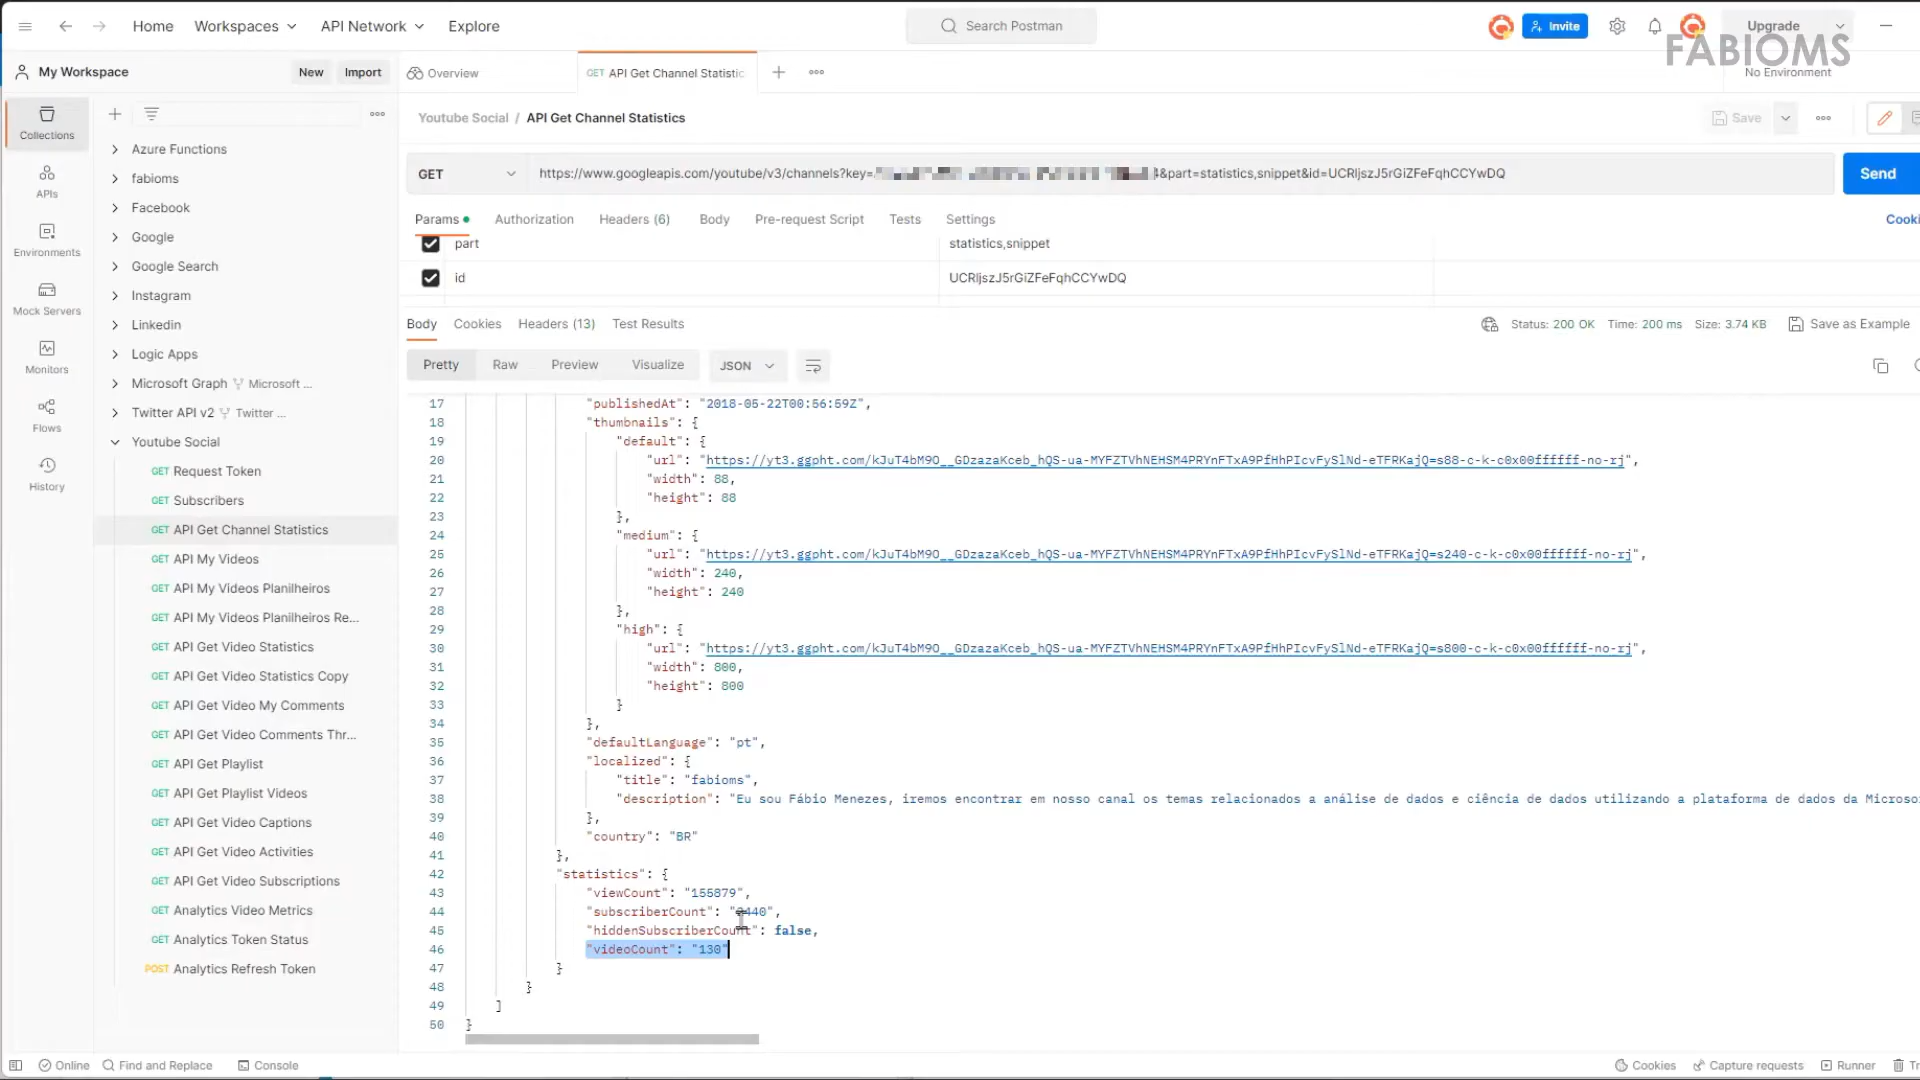 Home Workspaces API Network Explore Search Postman Invite Upgrade
FABIOMS
My Workspace New Import Overview GET API Get Channel Statistic No Environment
Youtube Social / API Get Channel Statistics Save
Collections
APIs
Environments
Mock Servers
Monitors
Flows
History
Azure Functions
fabioms
Facebook
Google
Google Search
Instagram
Linkedin
Logic Apps
Microsoft Graph Microsoft ...
Twitter API v2 Twitter ...
Youtube Social
GET Request Token
GET Subscribers
GET API Get Channel Statistics
GET API My Videos
GET API My Videos Planilheiros
GET API My Videos Planilheiros Re...
GET API Get Video Statistics
GET API Get Video Statistics Copy
GET API Get Video My Comments
GET API Get Video Comments Thr...
GET API Get Playlist
GET API Get Playlist Videos
GET API Get Video Captions
GET API Get Video Activities
GET API Get Video Subscriptions
GET Analytics Video Metrics
GET Analytics Token Status
POST Analytics Refresh Token
GET https://www.googleapis.com/youtube/v3/channels?key= &part=statistics,snippet&id=UCRljszJ5rGiZFeFqhCCYwDQ Send
Params Authorization Headers (6) Body Pre-request Script Tests Settings Cooki
part statistics,snippet
id UCRljszJ5rGiZFeFqhCCYwDQ
Body Cookies Headers (13) Test Results Status: 200 OK Time: 200 ms Size: 3.74 KB Save as Example
Pretty Raw Preview Visualize JSON
17 "publishedAt": "2018-05-22T00:56:59Z",
18 "thumbnails": {
19 "default": {
20 "url": "https://yt3.ggpht.com/kJuT4bM9O__GDzazaKceb_hQS-ua-MYFZTVhNEHSM4PRYnFTxA9PfHhPIcvFySlNd-eTFRKajQ=s88-c-k-c0x00ffffff-no-rj",
21 "width": 88,
22 "height": 88
23 },
24 "medium": {
25 "url": "https://yt3.ggpht.com/kJuT4bM9O__GDzazaKceb_hQS-ua-MYFZTVhNEHSM4PRYnFTxA9PfHhPIcvFySlNd-eTFRKajQ=s240-c-k-c0x00ffffff-no-rj",
26 "width": 240,
27 "height": 240
28 },
29 "high": {
30 "url": "https://yt3.ggpht.com/kJuT4bM9O__GDzazaKceb_hQS-ua-MYFZTVhNEHSM4PRYnFTxA9PfHhPIcvFySlNd-eTFRKajQ=s800-c-k-c0x00ffffff-no-rj",
31 "width": 800,
32 "height": 800
33 }
34 },
35 "defaultLanguage": "pt",
36 "localized": {
37 "title": "fabioms",
38 "description": "Eu sou Fábio Menezes, iremos encontrar em nosso canal os temas relacionados a análise de dados e ciência de dados utilizando a plataforma de dados da Microso
39 },
40 "country": "BR"
41 },
42 "statistics": {
43 "viewCount": "155879",
44 "subscriberCount":
45 "hiddenSubscriberCount": false,
46 "videoCount": "130"
47 }
48 }
49 ]
50 }
Online Find and Replace Console Cookies Capture requests Runner Tr